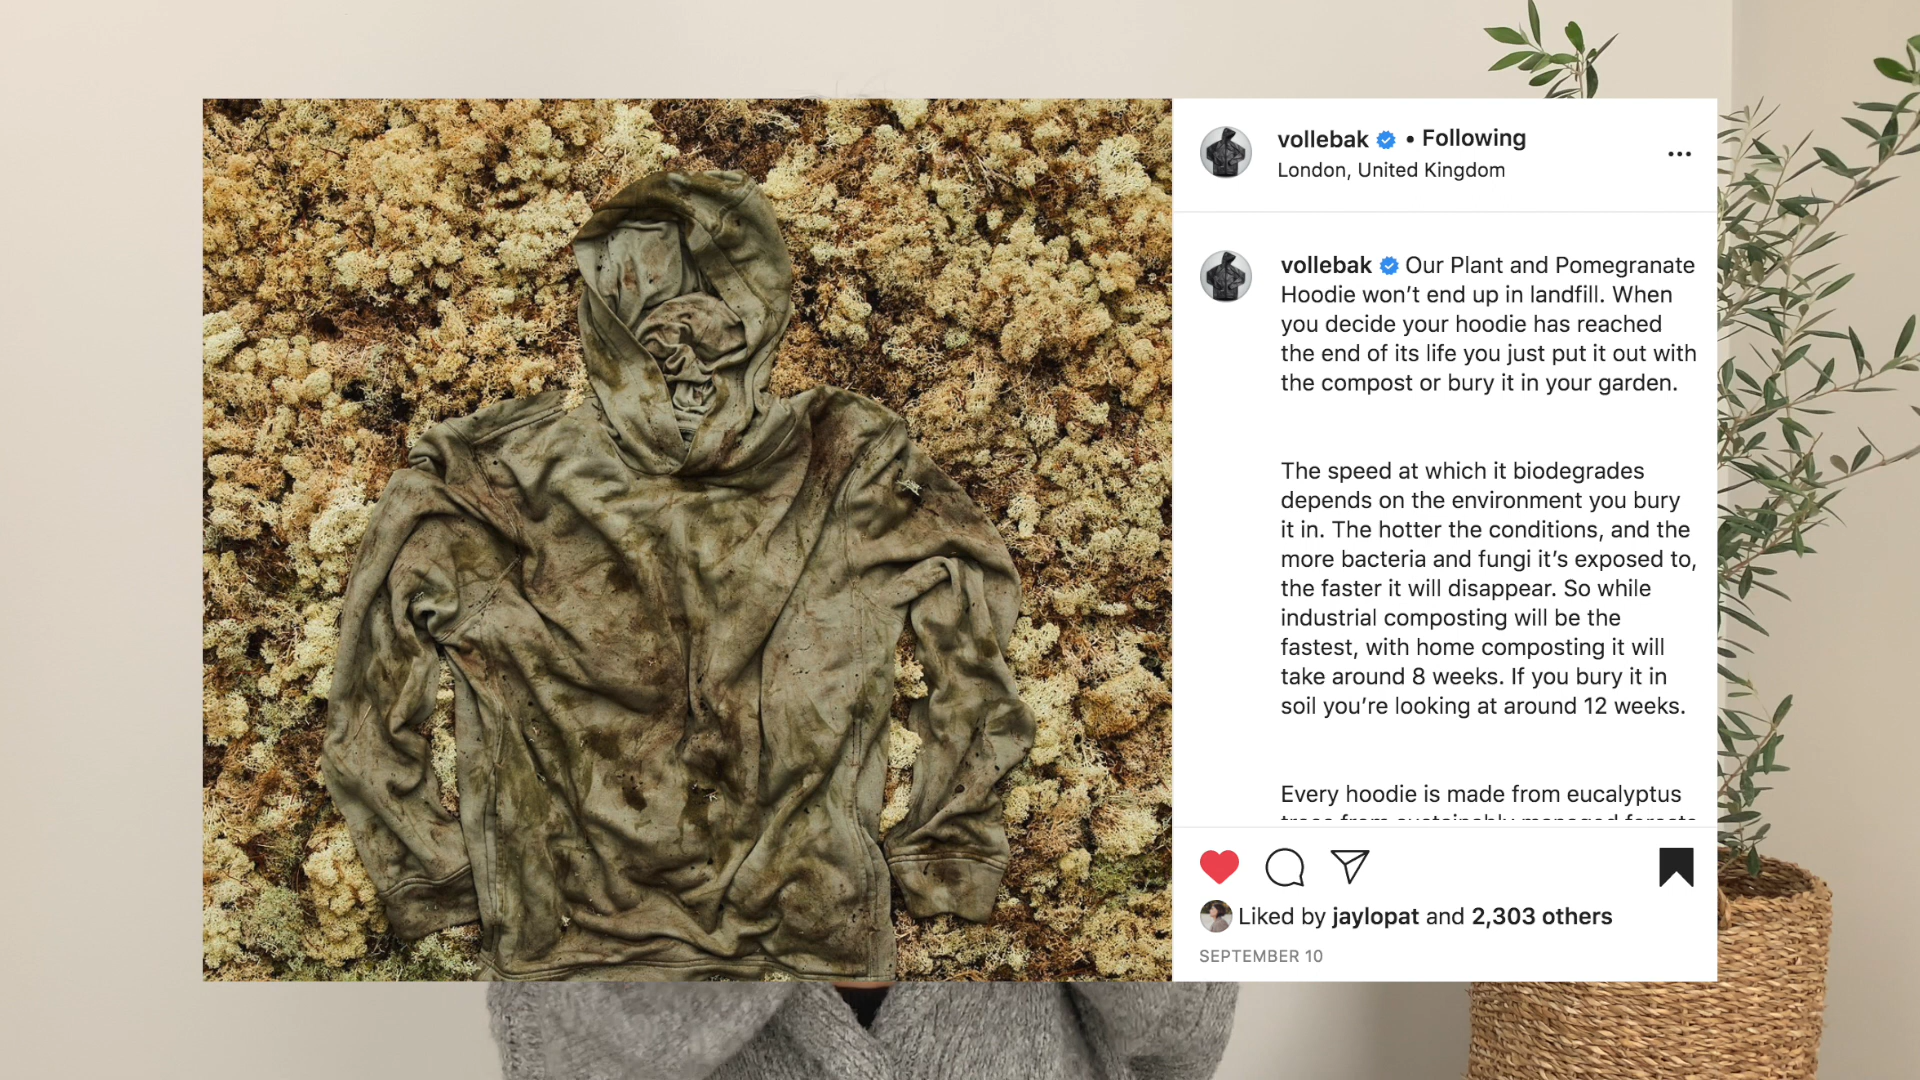 vollebak • Following
London, United Kingdom
vollebak Our Plant and Pomegranate
Hoodie won’t end up in landfill. When
you decide your hoodie has reached
the end of its life you just put it out with
the compost or bury it in your garden.
The speed at which it biodegrades
depends on the environment you bury
it in. The hotter the conditions, and the
more bacteria and fungi it’s exposed to,
the faster it will disappear. So while
industrial composting will be the
fastest, with home composting it will
take around 8 weeks. If you bury it in
soil you’re looking at around 12 weeks.
Every hoodie is made from eucalyptus
trees from sustainably managed forests
Liked by jaylopat and 2,303 others
SEPTEMBER 10